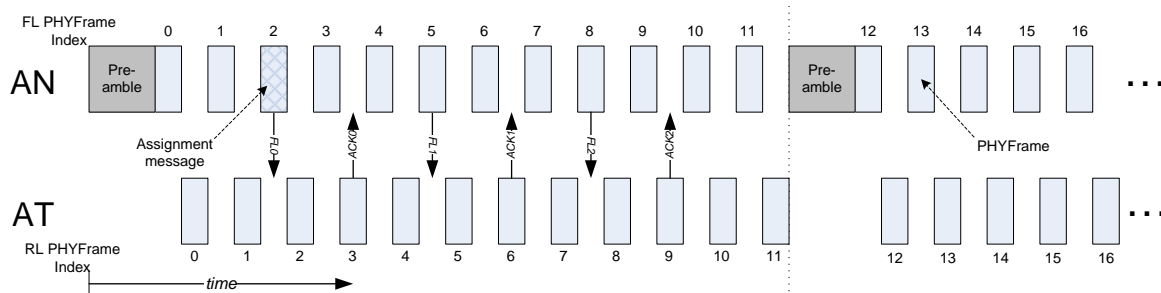 FL PHYFrame
Index
0 1 2 3 4 5 6 7 8 9 10 11 12 13 14 15 16
AN
Pre-
amble
Pre-
amble
...
Assignment
message
FL0
ACK0
FL1
ACK1
FL2
ACK2
PHYFrame
AT
...
RL PHYFrame
Index
0 1 2 3 4 5 6 7 8 9 10 11 12 13 14 15 16
time